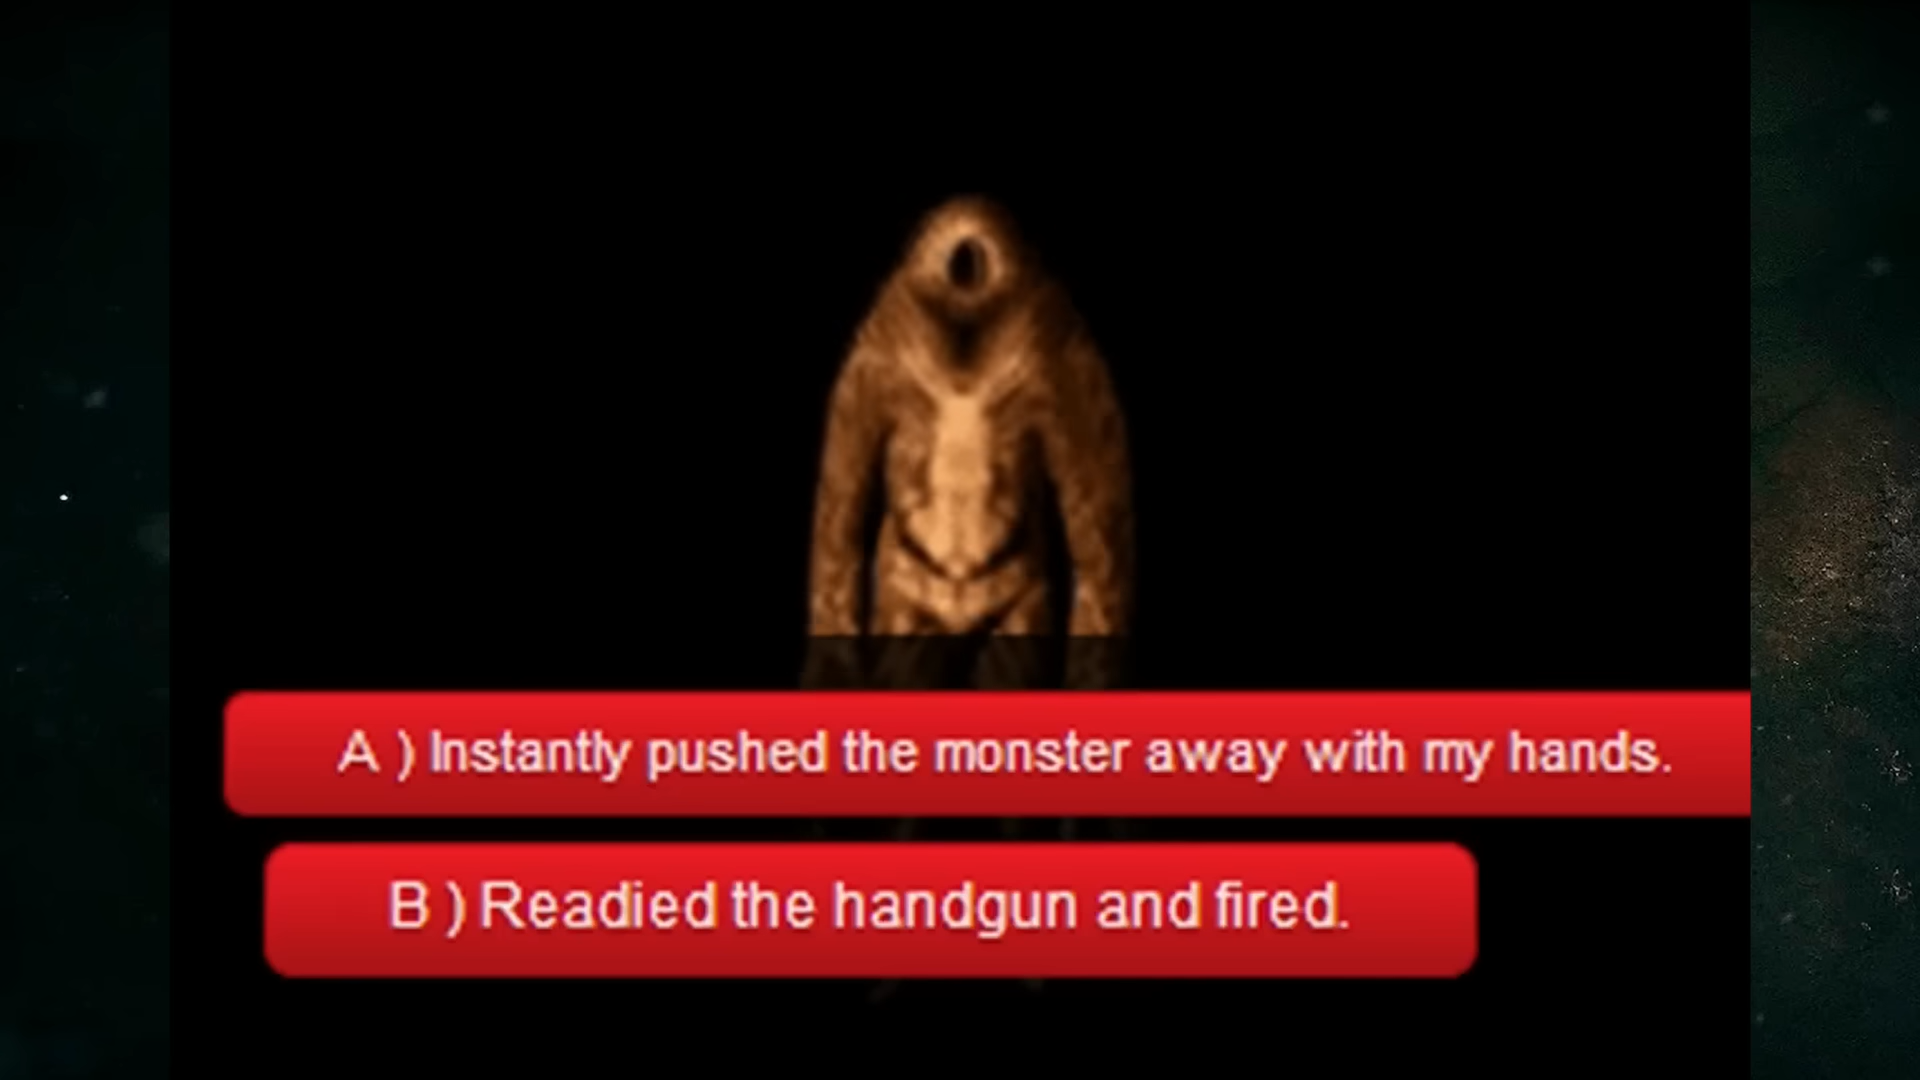 A ) Instantly pushed the monster away with my hands.
B ) Readied the handgun and fired.